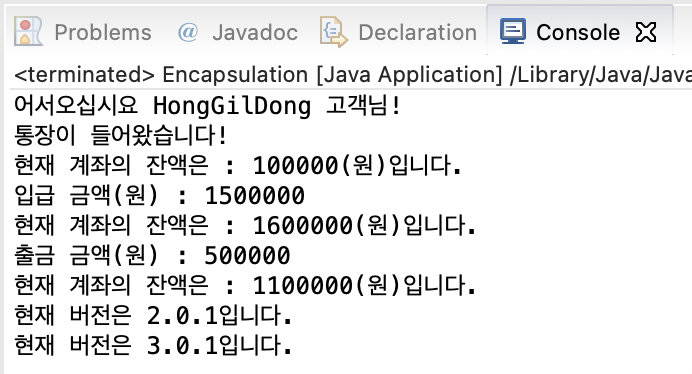 Problems @ Javadoc Declaration Console
<terminated> Encapsulation [Java Application] /Library/Java/Java
어서오십시요 HongGilDong 고객님!
통장이 들어왔습니다!
현재 계좌의 잔액은 : 100000(원)입니다.
입급 금액(원) : 1500000
현재 계좌의 잔액은 : 1600000(원)입니다.
출금 금액(원) : 500000
현재 계좌의 잔액은 : 1100000(원)입니다.
현재 버전은 2.0.1입니다.
현재 버전은 3.0.1입니다.